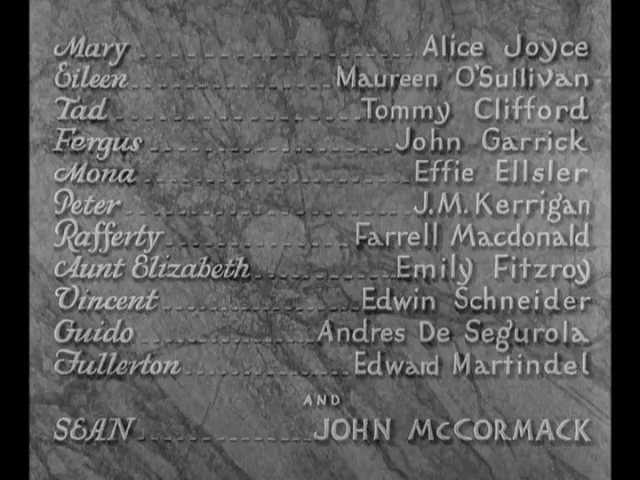 Mary Alice Joyce
Eileen Maureen O'Sullivan
Tad Tommy Clifford
Fergus John Garrick
Mona Effie Ellsler
Peter J.M. Kerrigan
Rafferty Farrell Macdonald
Aunt Elizabeth Emily Fitzroy
Vincent Edwin Schneider
Guido Andres De Segurola
Fullerton Edward Martindel
AND
SEAN JOHN McCORMACK